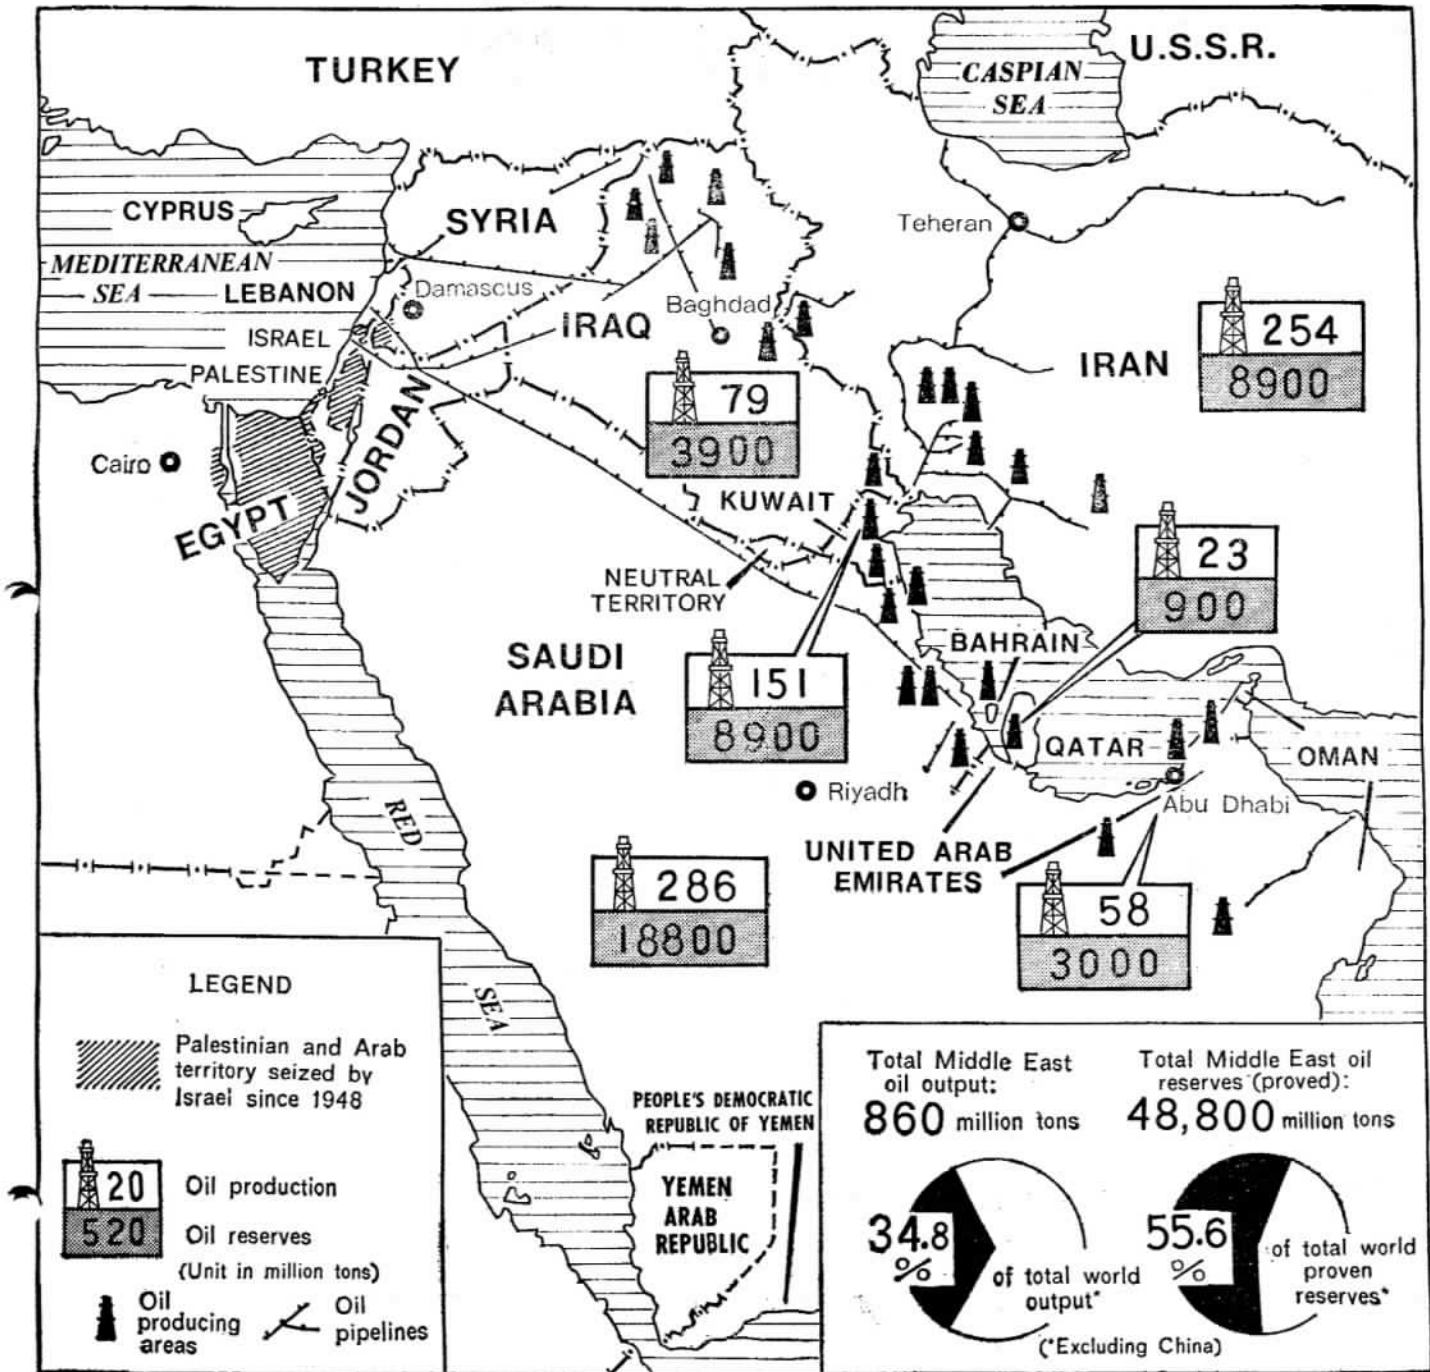 TURKEY
U.S.S.R.
CASPIAN
SEA
CYPRUS
SYRIA
Teheran
MEDITERRANEAN
SEA
LEBANON
Damascus
Baghdad
ISRAEL
IRAQ
IRAN
254
8900
PALESTINE
JORDAN
79
3900
Cairo
EGYPT
KUWAIT
NEUTRAL
TERRITORY
23
900
SAUDI
ARABIA
BAHRAIN
151
8900
QATAR
OMAN
Riyadh
Abu Dhabi
RED
SEA
UNITED ARAB
EMIRATES
286
18800
58
3000
LEGEND
Palestinian and Arab
territory seized by
Israel since 1948
20
Oil production
520
Oil reserves
(Unit in million tons)
Oil
producing
areas
Oil
pipelines
PEOPLE'S DEMOCRATIC
REPUBLIC OF YEMEN
YEMEN
ARAB
REPUBLIC
Total Middle East
oil output:
860 million tons
Total Middle East oil
reserves (proved):
48,800 million tons
34.8
%
of total world
output*
55.6
%
of total world
proven
reserves*
(*Excluding China)